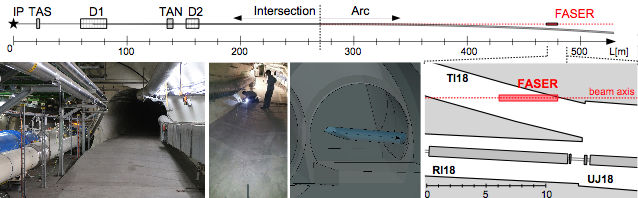 IP TAS D1 TAN D2 Intersection Arc FASER
0 100 200 300 400 500 L[m]
TI18
FASER
beam axis
RI18
UJ18
0 5 10